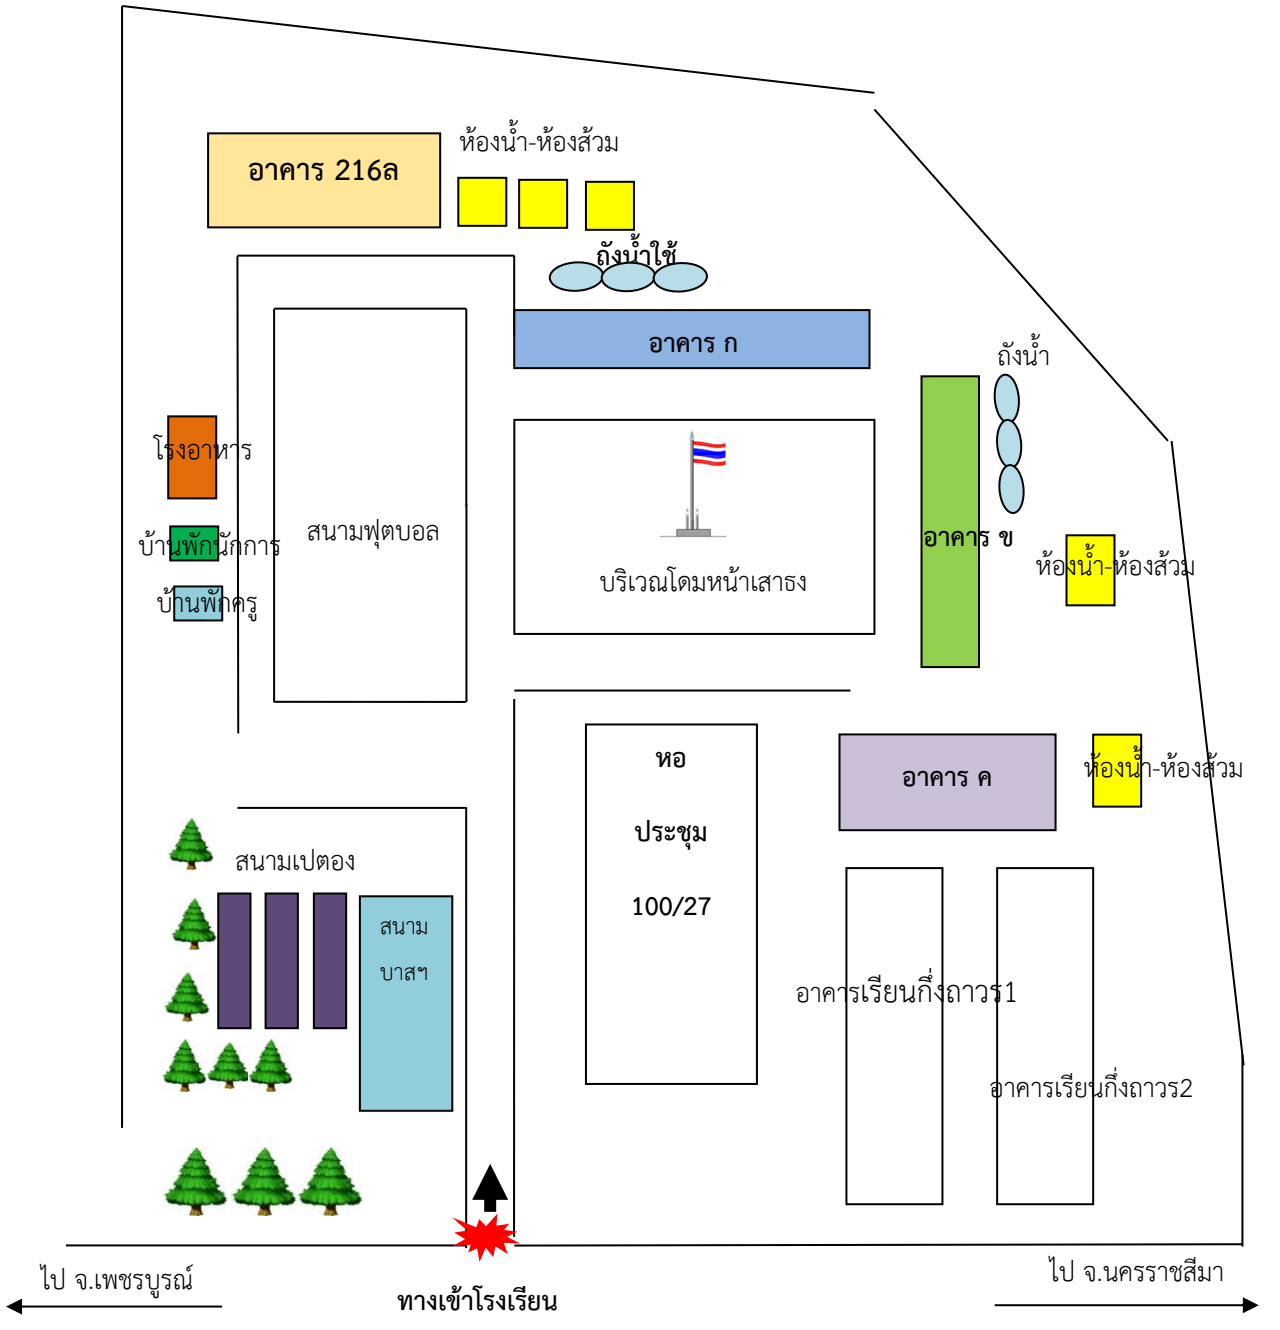 ห้องน้ำ-ห้องส้วม
อาคาร 216ล
ถังน้ำใช้
อาคาร ก
ถังน้ำ
โรงอาหาร
สนามฟุตบอล
อาคาร ข
บ้านพักนักการ
ห้องน้ำ-ห้องส้วม
บริเวณโดมหน้าเสาธง
บ้านพักครู
หอ
ประชุม
100/27
อาคาร ค
ห้องน้ำ-ห้องส้วม
สนามเปตอง
สนาม
บาสฯ
อาคารเรียนกึ่งถาวร1
อาคารเรียนกึ่งถาวร2
ไป จ.เพชรบูรณ์
ทางเข้าโรงเรียน
ไป จ.นครราชสีมา